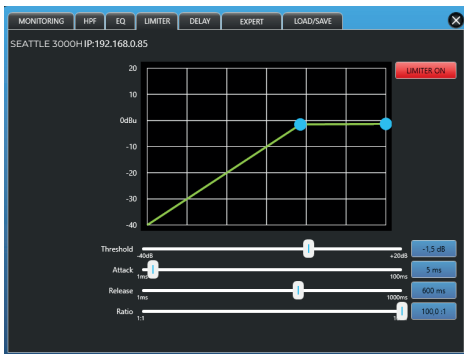 MONITORING HPF EQ LIMITER DELAY EXPERT LOAD/SAVE
SEATTLE 3000H IP:192.168.0.85
LIMITER ON
20
10
0dBu
-10
-20
-30
-40
Threshold -40dB +20dB -1,5 dB
Attack 1ms 100ms 5 ms
Release 1ms 1000ms 600 ms
Ratio 1:1 100,0 :1